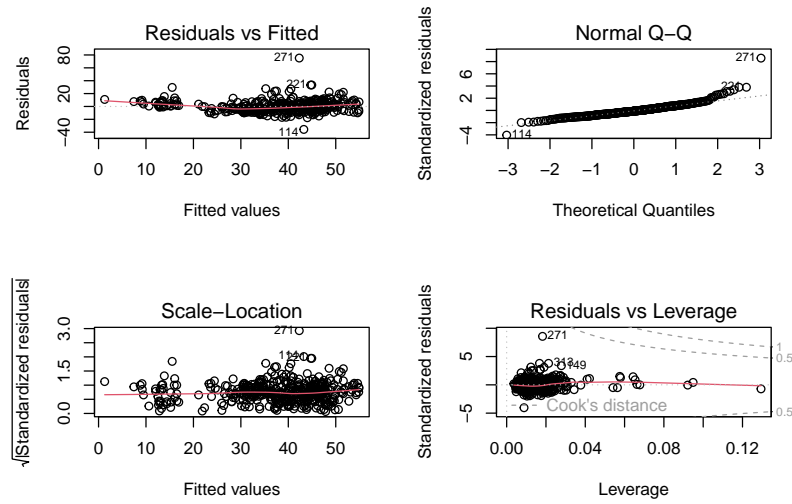 Residuals vs Fitted
Residuals
80
20
−40
271
221
114
0 10 20 30 40 50
Fitted values
Normal Q−Q
Standardized residuals
6
2
−4
271
114
−3 −2 −1 0 1 2 3
Theoretical Quantiles
Scale−Location
√|Standardized residuals|
3.0
1.5
0.0
271
0 10 20 30 40 50
Fitted values
Residuals vs Leverage
Standardized residuals
5
−5
271
149
Cook's distance
1
0.5
0.5
0.00 0.04 0.08 0.12
Leverage